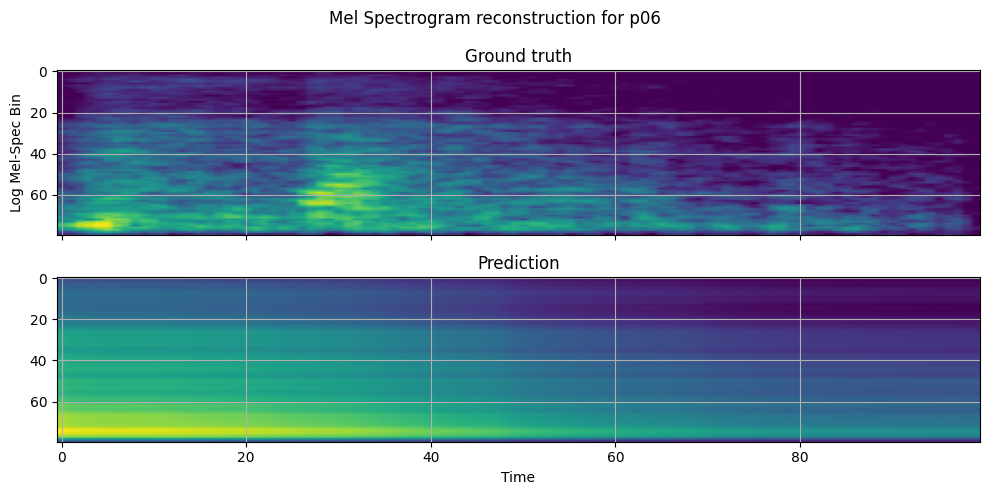 Mel Spectrogram reconstruction for p06
Ground truth
0
20
40
60
Log Mel-Spec Bin
Prediction
0
20
40
60
0 20 40 60 80
Time